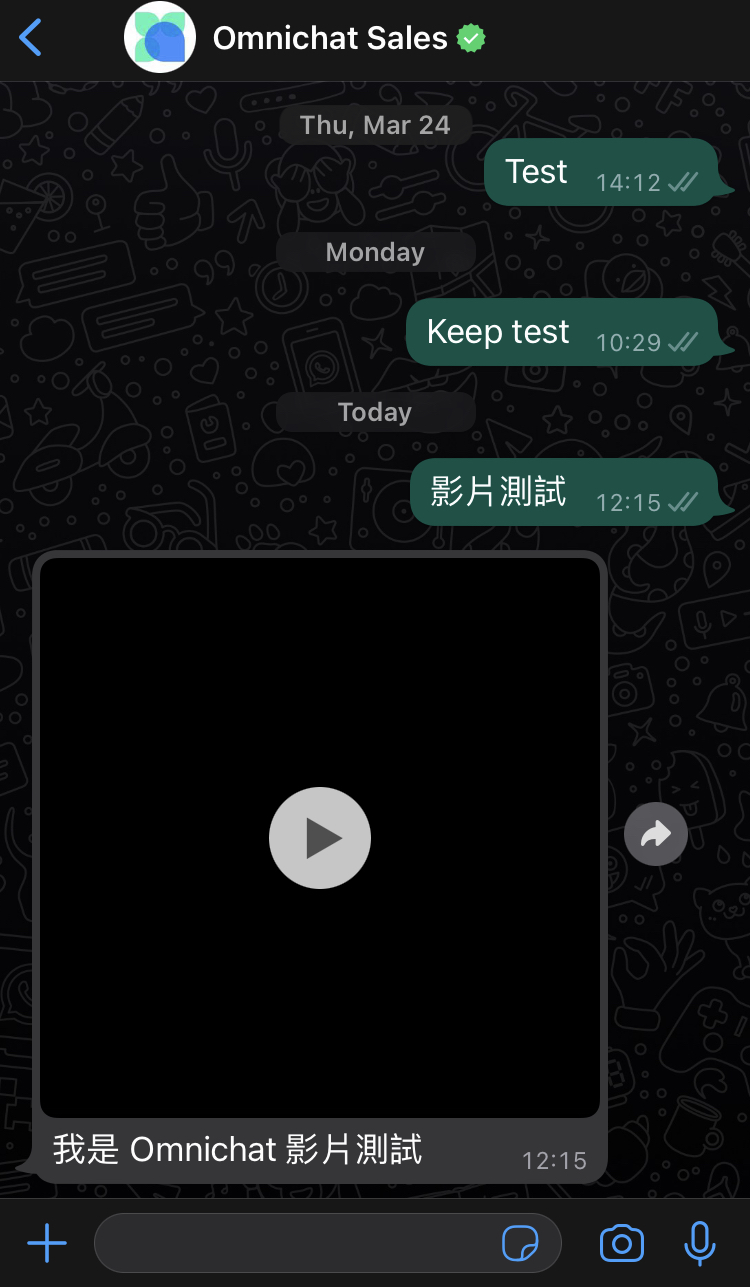 Omnichat Sales
Thu, Mar 24
Test 14:12
Monday
Keep test 10:29
Today
影片測試 12:15
我是 Omnichat 影片測試 12:15